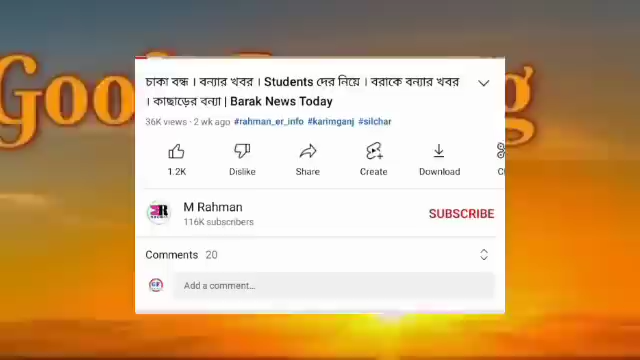 Goo
g
চাকা বন্ধ । বন্যার খবর । Students দের নিয়ে । বরাকে বন্যার খবর
। কাছাড়ের বন্যা | Barak News Today
36K views · 2 wk ago #rahman_er_info #karimganj #silchar
1.2K Dislike Share Create Download
M Rahman
116K subscribers
SUBSCRIBE
Comments 20
Add a comment...